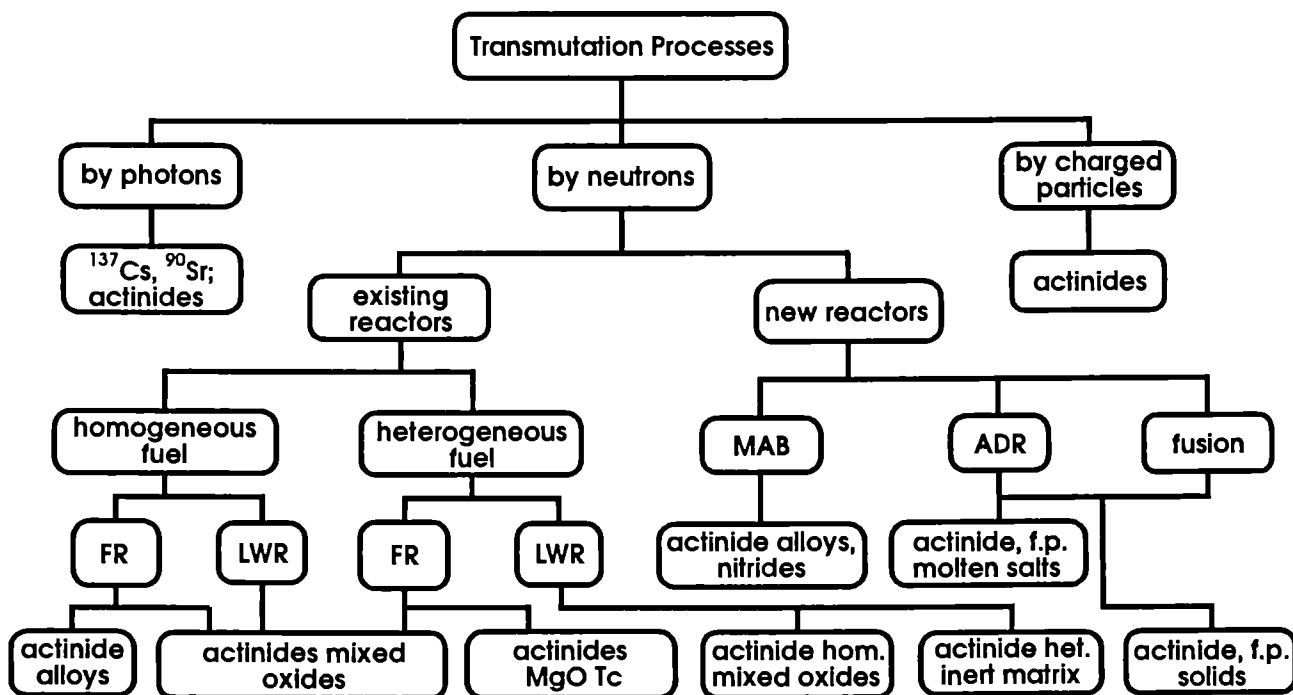 Transmutation Processes
by photons
by neutrons
by charged
particles
¹³⁷Cs, ⁹⁰Sr;
actinides
actinides
existing
reactors
new reactors
homogeneous
fuel
heterogeneous
fuel
MAB
ADR
fusion
FR
LWR
FR
LWR
actinide alloys,
nitrides
actinide, f.p.
molten salts
actinide
alloys
actinides mixed
oxides
actinides
MgO Tc
actinide hom.
mixed oxides
actinide het.
inert matrix
actinide, f.p.
solids